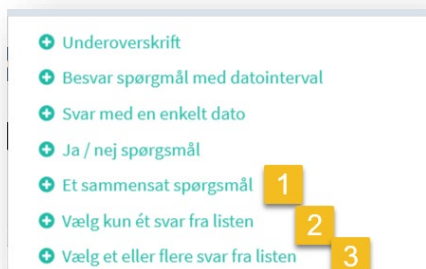 Underoverskrift
Besvar spørgmål med datointerval
Svar med en enkelt dato
Ja / nej spørgsmål
Et sammensat spørgsmål 1
Vælg kun ét svar fra listen 2
Vælg et eller flere svar fra listen 3